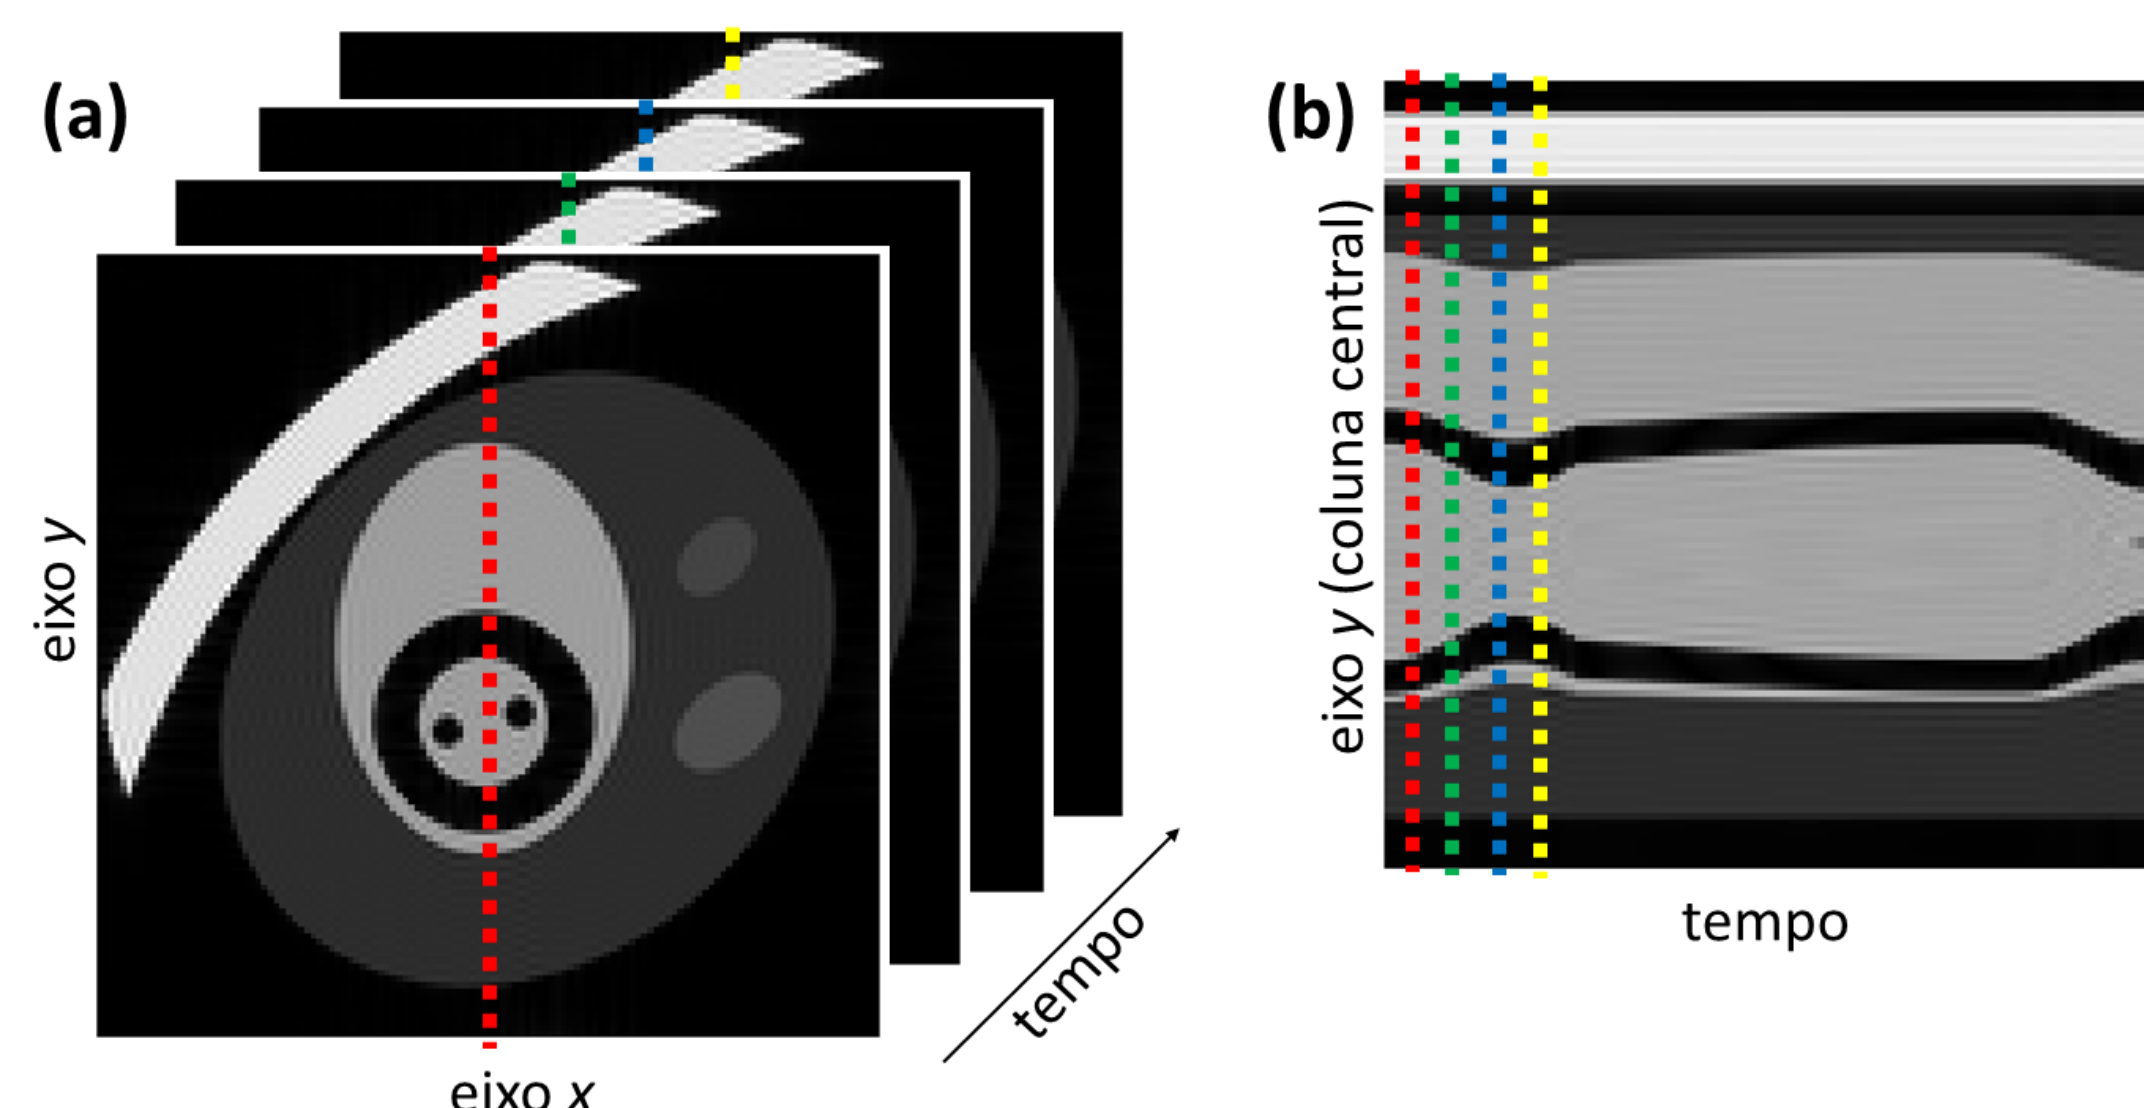 (a)
eixo y
eixo x
tempo
(b)
eixo y (coluna central)
tempo